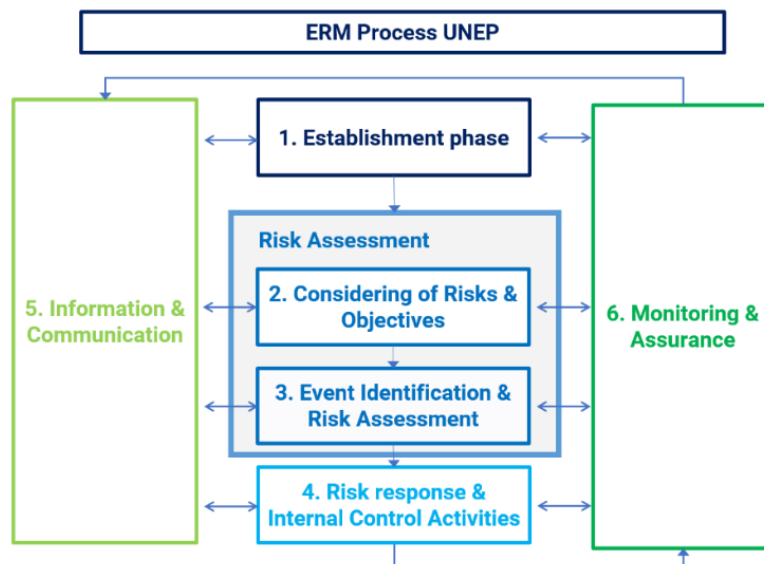 ERM Process UNEP
1. Establishment phase
Risk Assessment
2. Considering of Risks &
Objectives
3. Event Identification &
Risk Assessment
4. Risk response &
Internal Control Activities
5. Information &
Communication
6. Monitoring &
Assurance